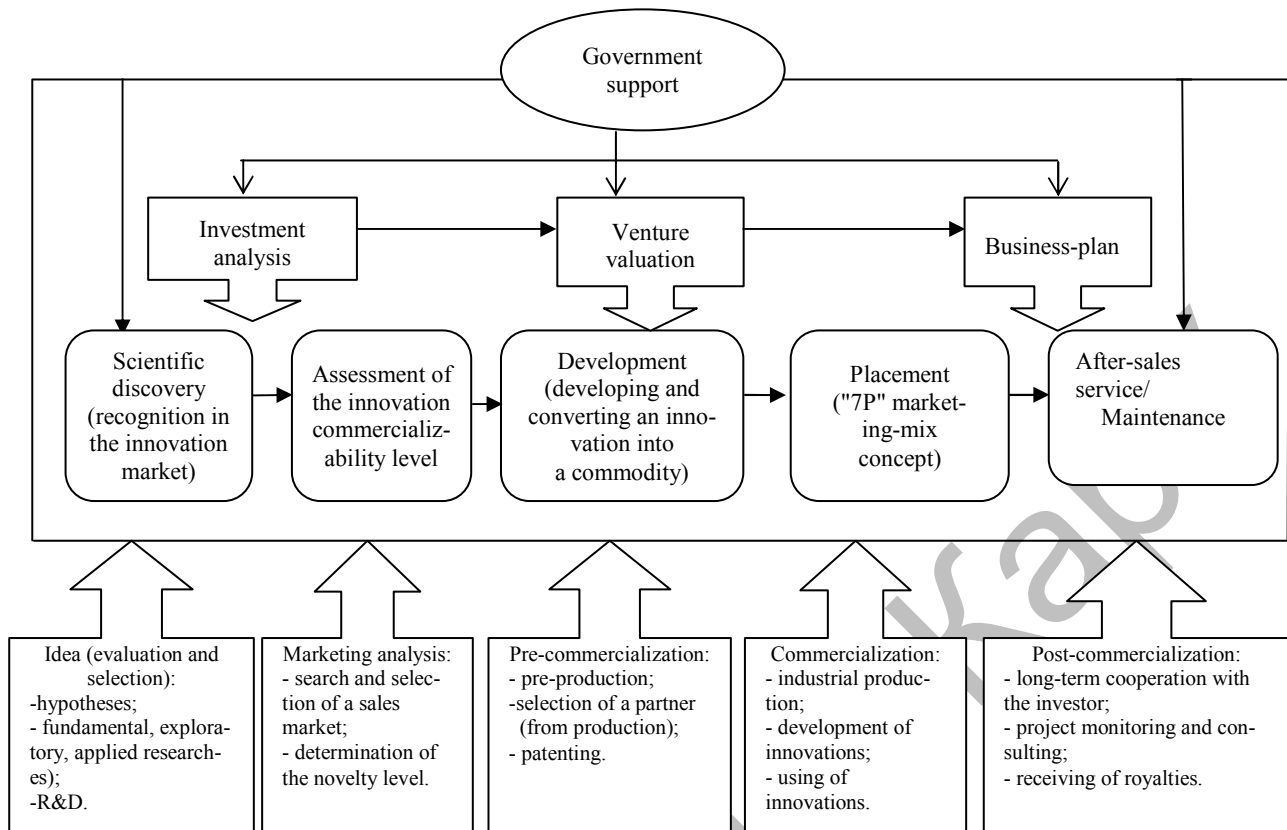 Government
support
Investment
analysis
Venture
valuation
Business-plan
Scientific
discovery
(recognition in
the innovation
market)
Assessment of
the innovation
commercializ-
ability level
Development
(developing and
converting an inno-
vation into
a commodity)
Placement
("7P" market-
ing-mix
concept)
After-sales
service/
Maintenance
Idea (evaluation and
selection):
-hypotheses;
- fundamental, explora-
tory, applied research-
es);
-R&D.
Marketing analysis:
- search and selec-
tion of a sales
market;
- determination of
the novelty level.
Pre-commercialization:
- pre-production;
-selection of a partner
(from production);
- patenting.
Commercialization:
- industrial produc-
tion;
- development of
innovations;
- using of
innovations.
Post-commercialization:
- long-term cooperation with
the investor;
- project monitoring and con-
sulting;
- receiving of royalties.